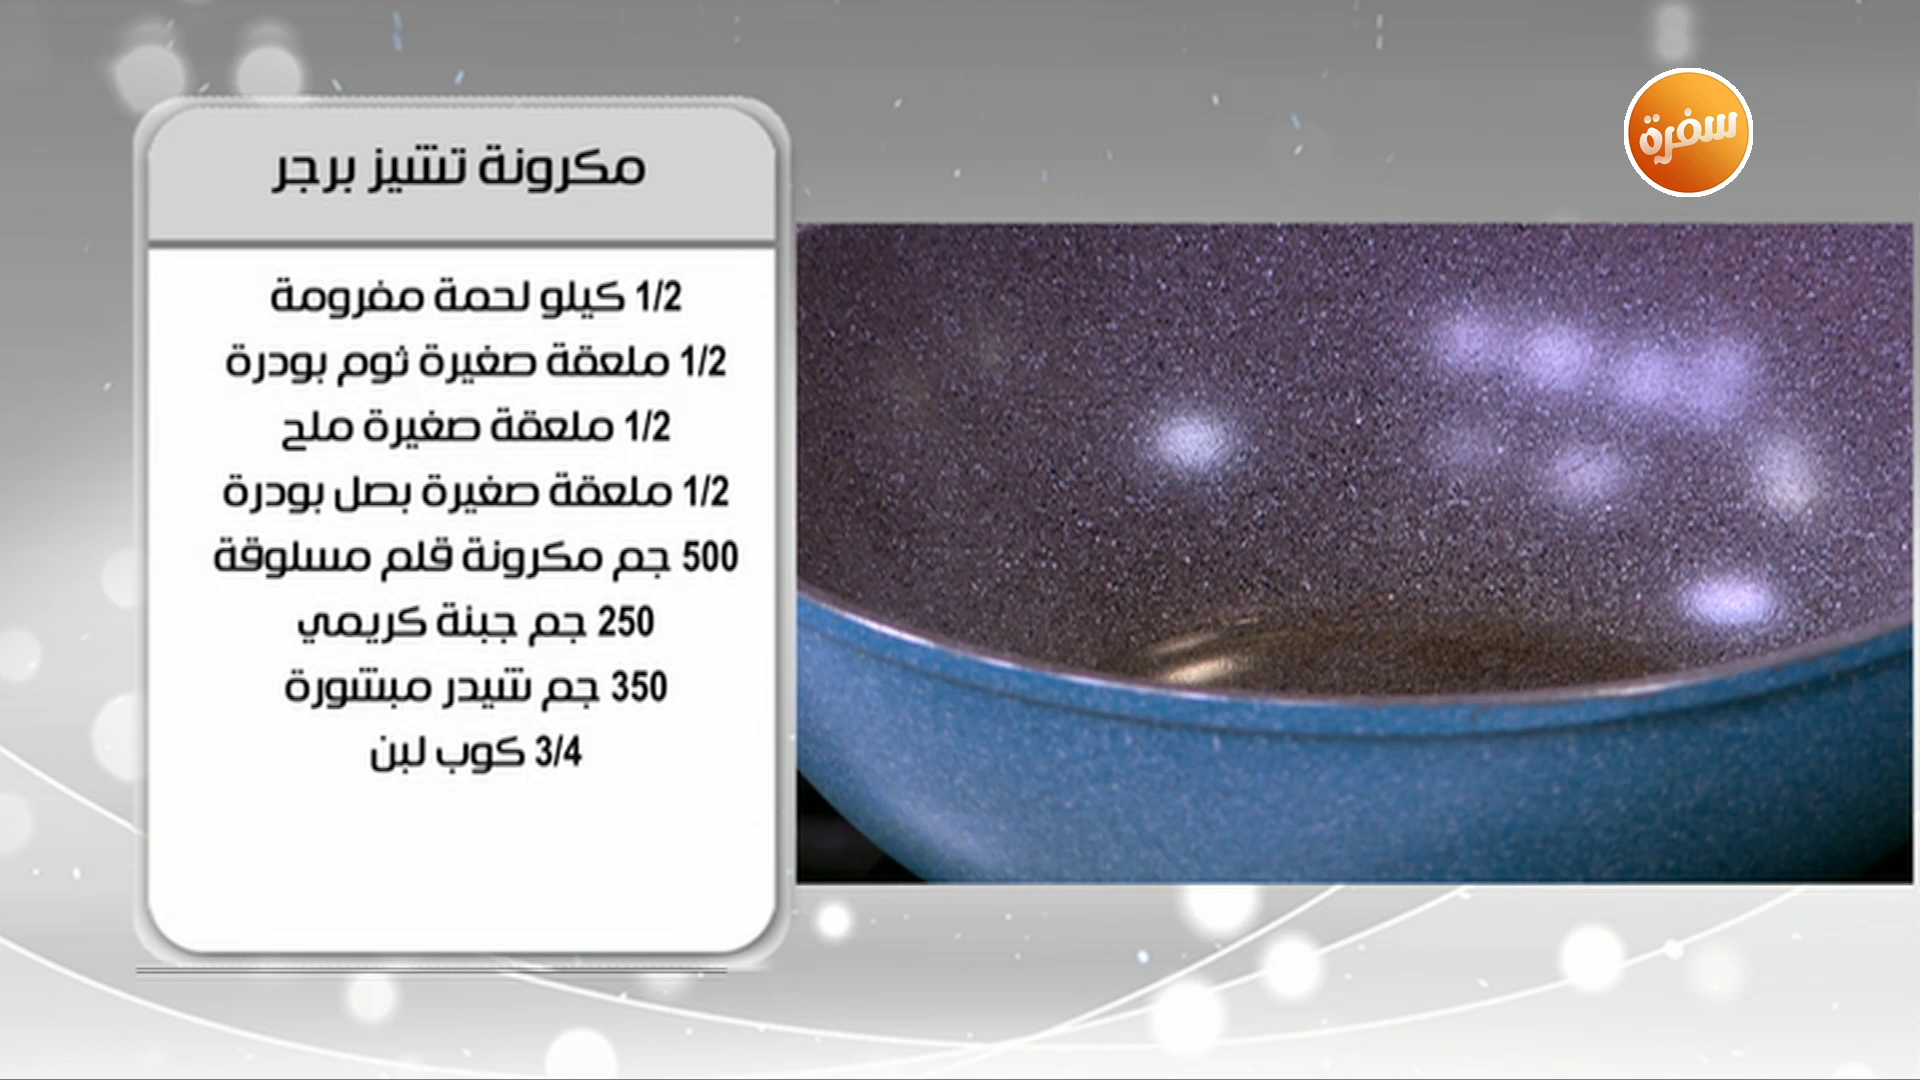 سفرة
مكرونة تشيز برجر
1/2 كيلو لحمة مفرومة
1/2 ملعقة صغيرة ثوم بودرة
1/2 ملعقة صغيرة ملح
1/2 ملعقة صغيرة بصل بودرة
500 جم مكرونة قلم مسلوقة
250 جم جبنة كريمي
350 جم شيدر مبشورة
3/4 كوب لبن